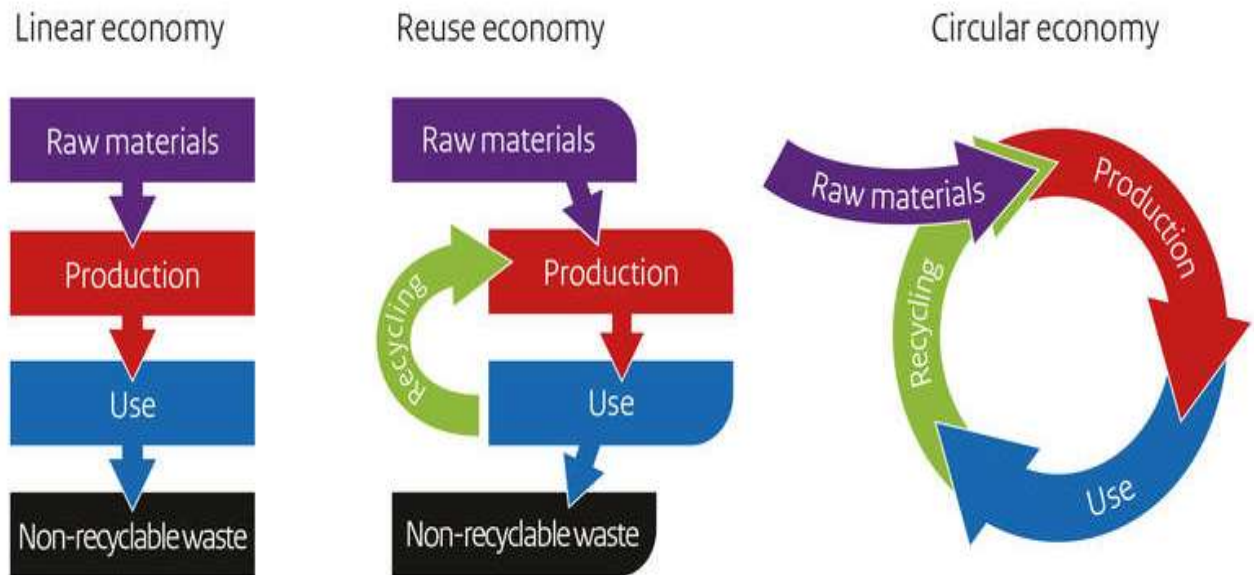 Linear economy
Raw materials
Production
Use
Non-recyclable waste
Reuse economy
Raw materials
Production
Recycling
Use
Non-recyclable waste
Circular economy
Raw materials
Production
Recycling
Use